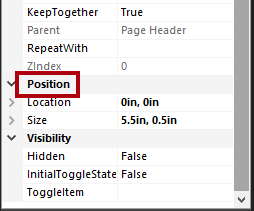 KeepTogether True
Parent Page Header
RepeatWith
ZIndex 0
Position
Location 0in, 0in
Size 5.5in, 0.5in
Visibility
Hidden False
InitialToggleState False
ToggleItem